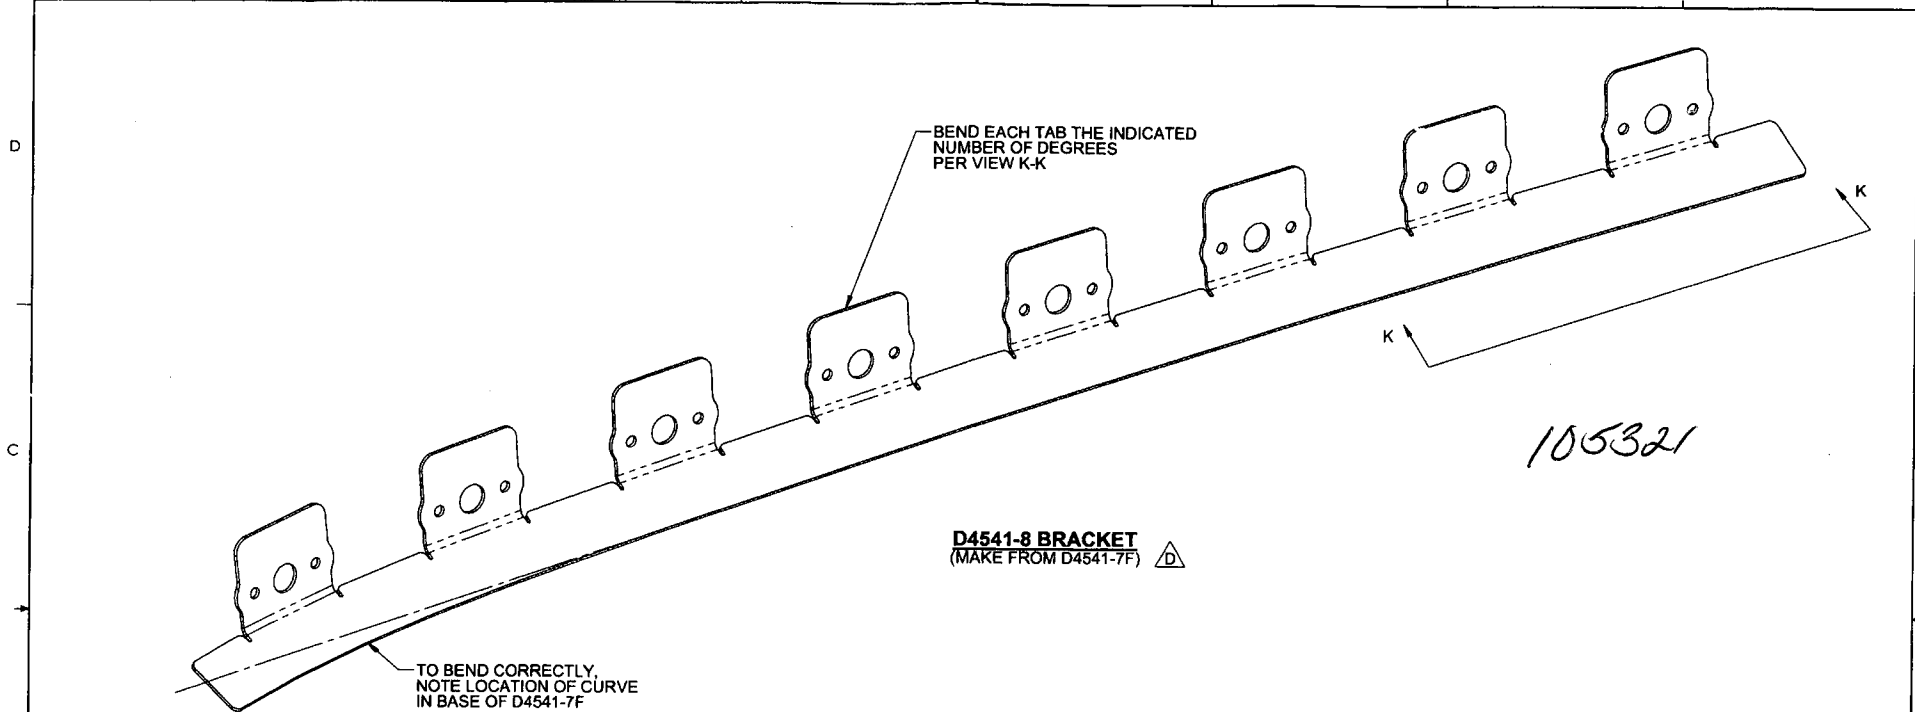 D
BEND EACH TAB THE INDICATED
NUMBER OF DEGREES
PER VIEW K-K
K
K
C
105321
D4541-8 BRACKET
(MAKE FROM D4541-7F) D
TO BEND CORRECTLY,
NOTE LOCATION OF CURVE
IN BASE OF D4541-7F